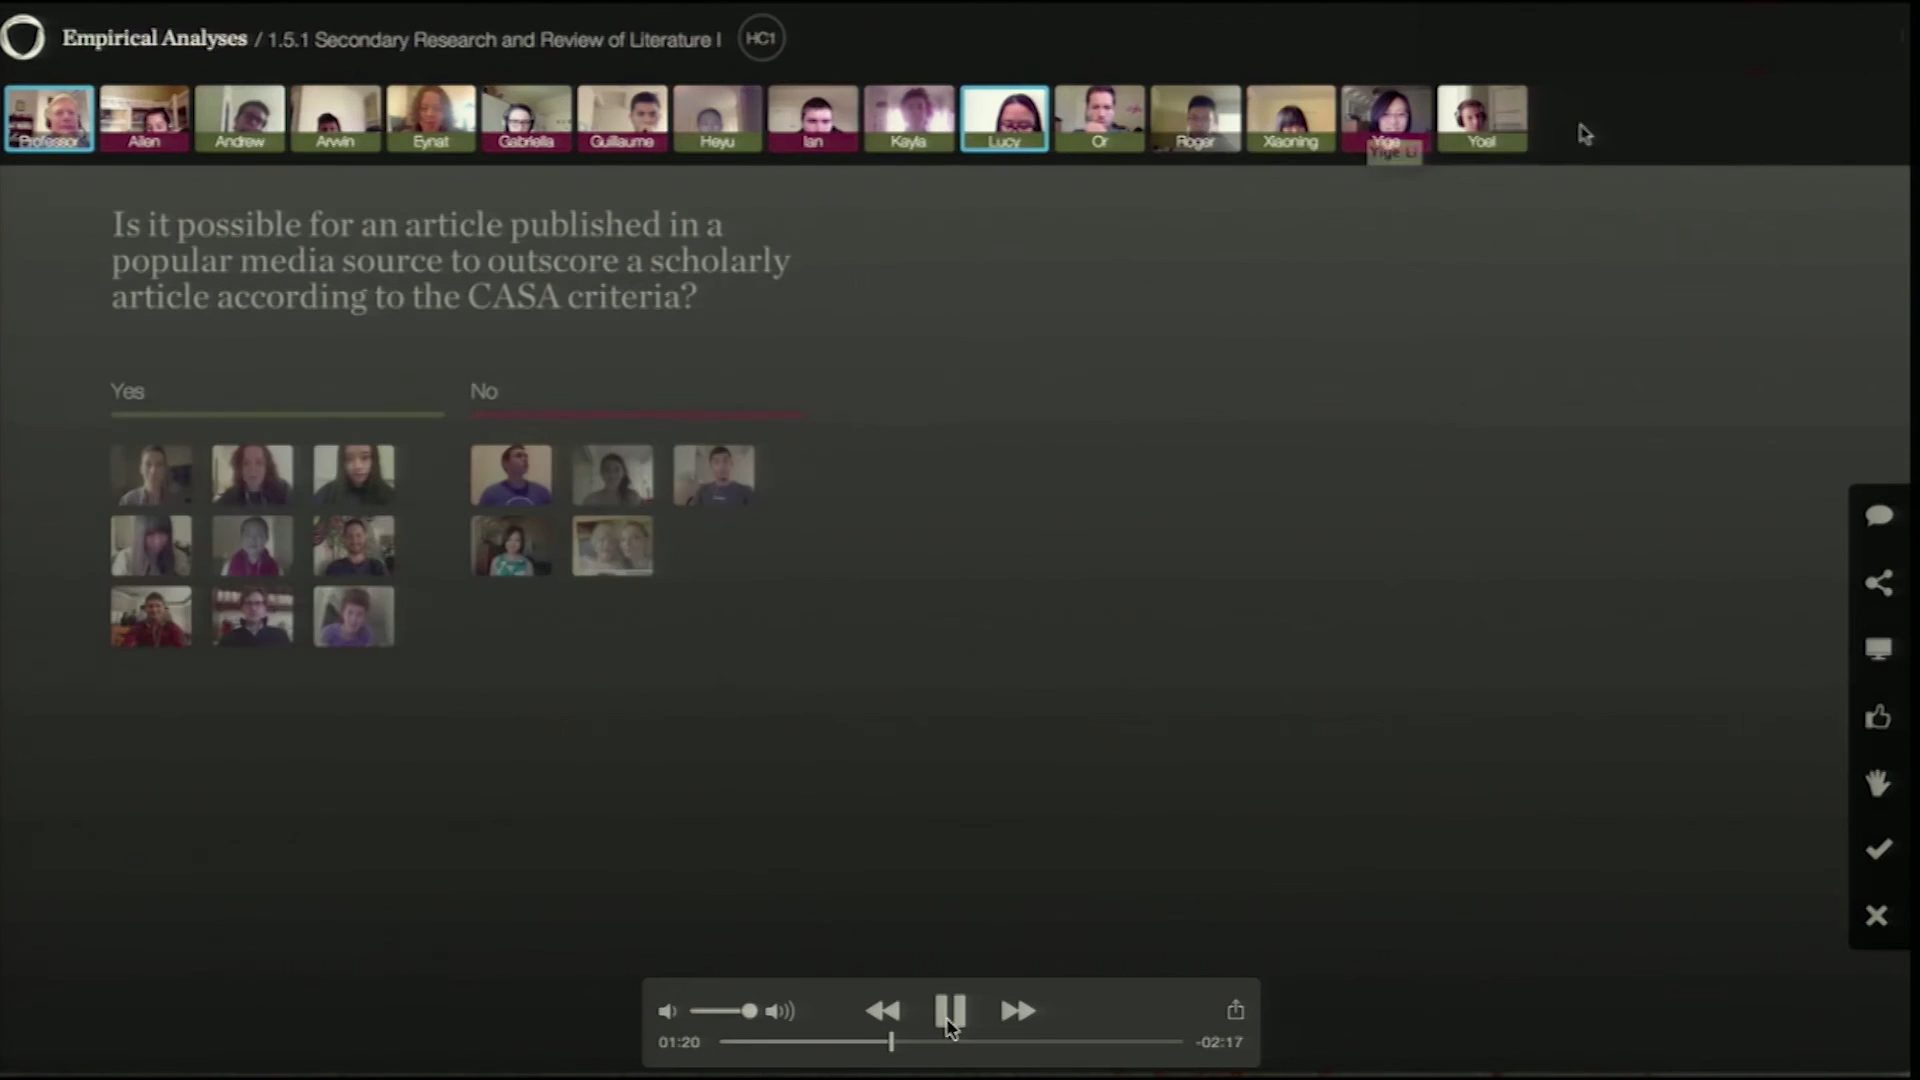 Empirical Analyses / 1.5.1 Secondary Research and Review of Literature I HC1
Professor Allen Andrew Arwin Eynat Gabriella Guillaume Heyu Ian Kayla Lucy Or Roger Xiaoning Yige Yoel
Yige Li
Is it possible for an article published in a
popular media source to outscore a scholarly
article according to the CASA criteria?
Yes No
01:20 -02:17